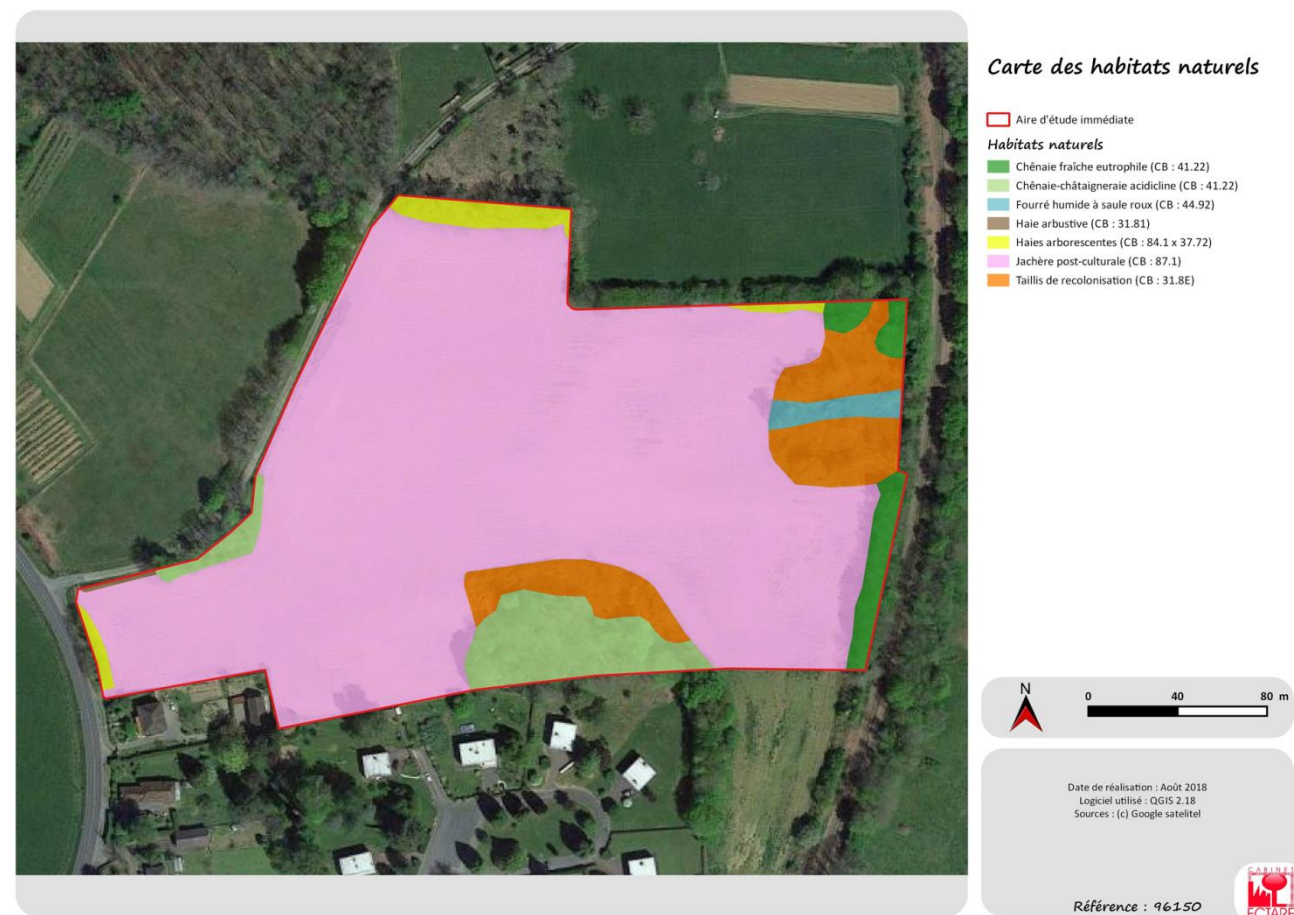 Carte des habitats naturels
Aire d'étude immédiate
Habitats naturels
Chênaie fraîche eutrophile (CB : 41.22)
Chênaie-châtaigneraie acidicline (CB : 41.22)
Fourré humide à saule roux (CB : 44.92)
Haie arbustive (CB : 31.81)
Haies arborescentes (CB : 84.1 x 37.72)
Jachère post-culturale (CB : 87.1)
Taillis de recolonisation (CB : 31.8E)
N
0 40 80 m
Date de réalisation : Août 2018
Logiciel utilisé : QGIS 2.18
Sources : (c) Google satelitel
Référence : 96150
CABINET
ECTARE